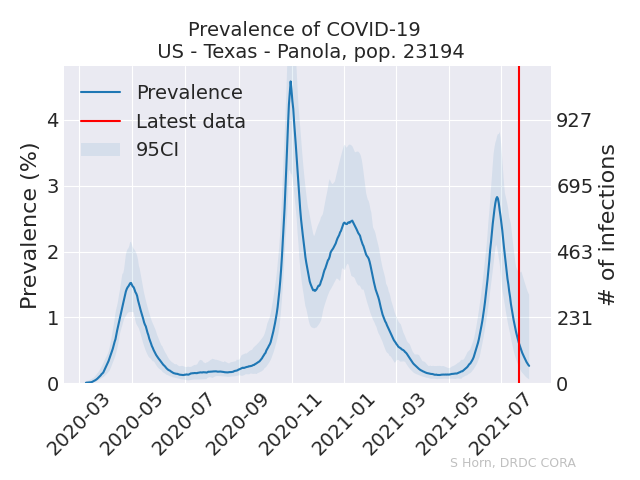 Prevalence of COVID-19
US - Texas - Panola, pop. 23194
Prevalence
Latest data
95CI
Prevalence (%)
4
3
2
1
0
927
695
463
231
0
# of infections
2020-03
2020-05
2020-07
2020-09
2020-11
2021-01
2021-03
2021-05
2021-07
S Horn, DRDC CORA